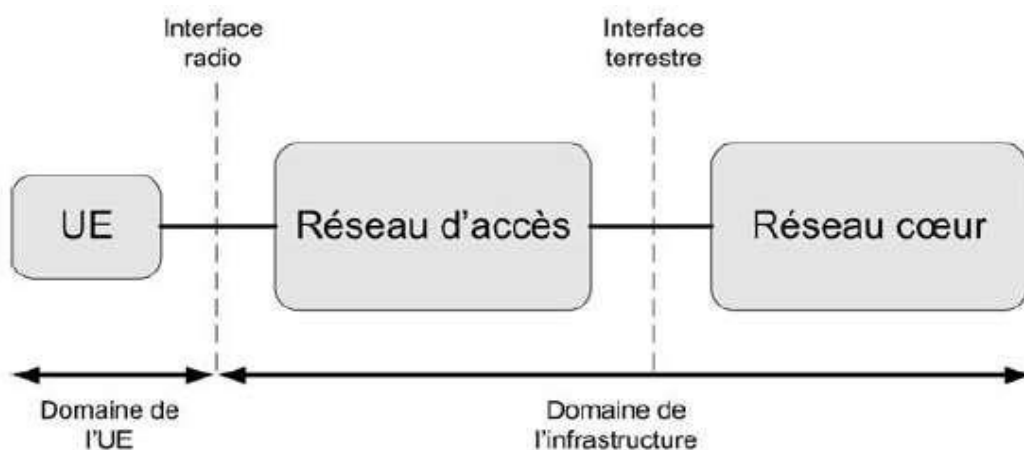 Interface
radio
Interface
terrestre
UE
Réseau d'accès
Réseau cœur
Domaine de
l'UE
Domaine de
l'infrastructure